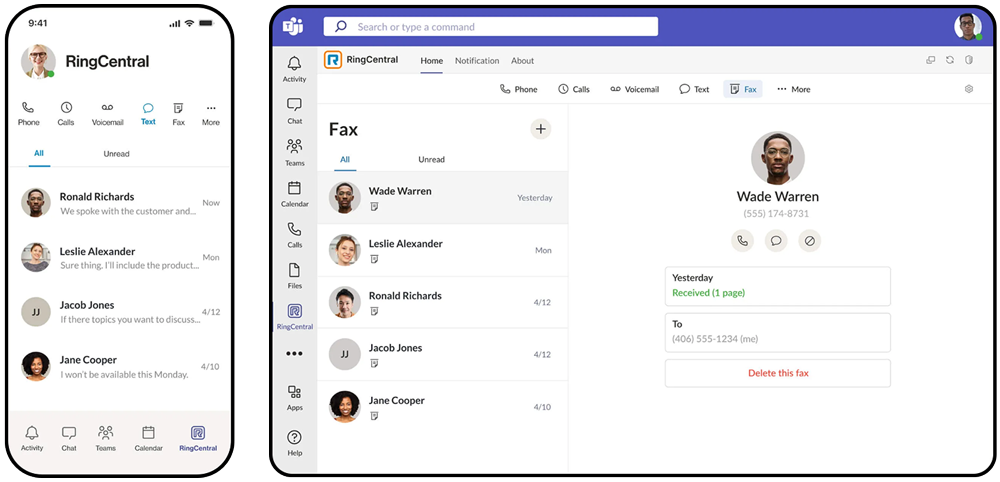 9:41
RingCentral
Phone Calls Voicemail Text Fax More
All Unread
Ronald Richards
Now
We spoke with the customer and...
Leslie Alexander
Mon
Sure thing. I'll include the product...
JJ
Jacob Jones
4/12
If there topics you want to discuss...
Jane Cooper
4/10
I won't be available this Monday.
Activity Chat Teams Calendar RingCentral
Search or type a command
Activity
Chat
Teams
Calendar
Calls
Files
RingCentral
Apps
Help
RingCentral Home Notification About
Phone Calls Voicemail Text Fax More
Fax
All Unread
Wade Warren
Yesterday
Leslie Alexander
Mon
Ronald Richards
4/12
JJ
Jacob Jones
4/12
Jane Cooper
4/10
Wade Warren
(555) 174-8731
Yesterday
Received (1 page)
To
(406) 555-1234 (me)
Delete this fax